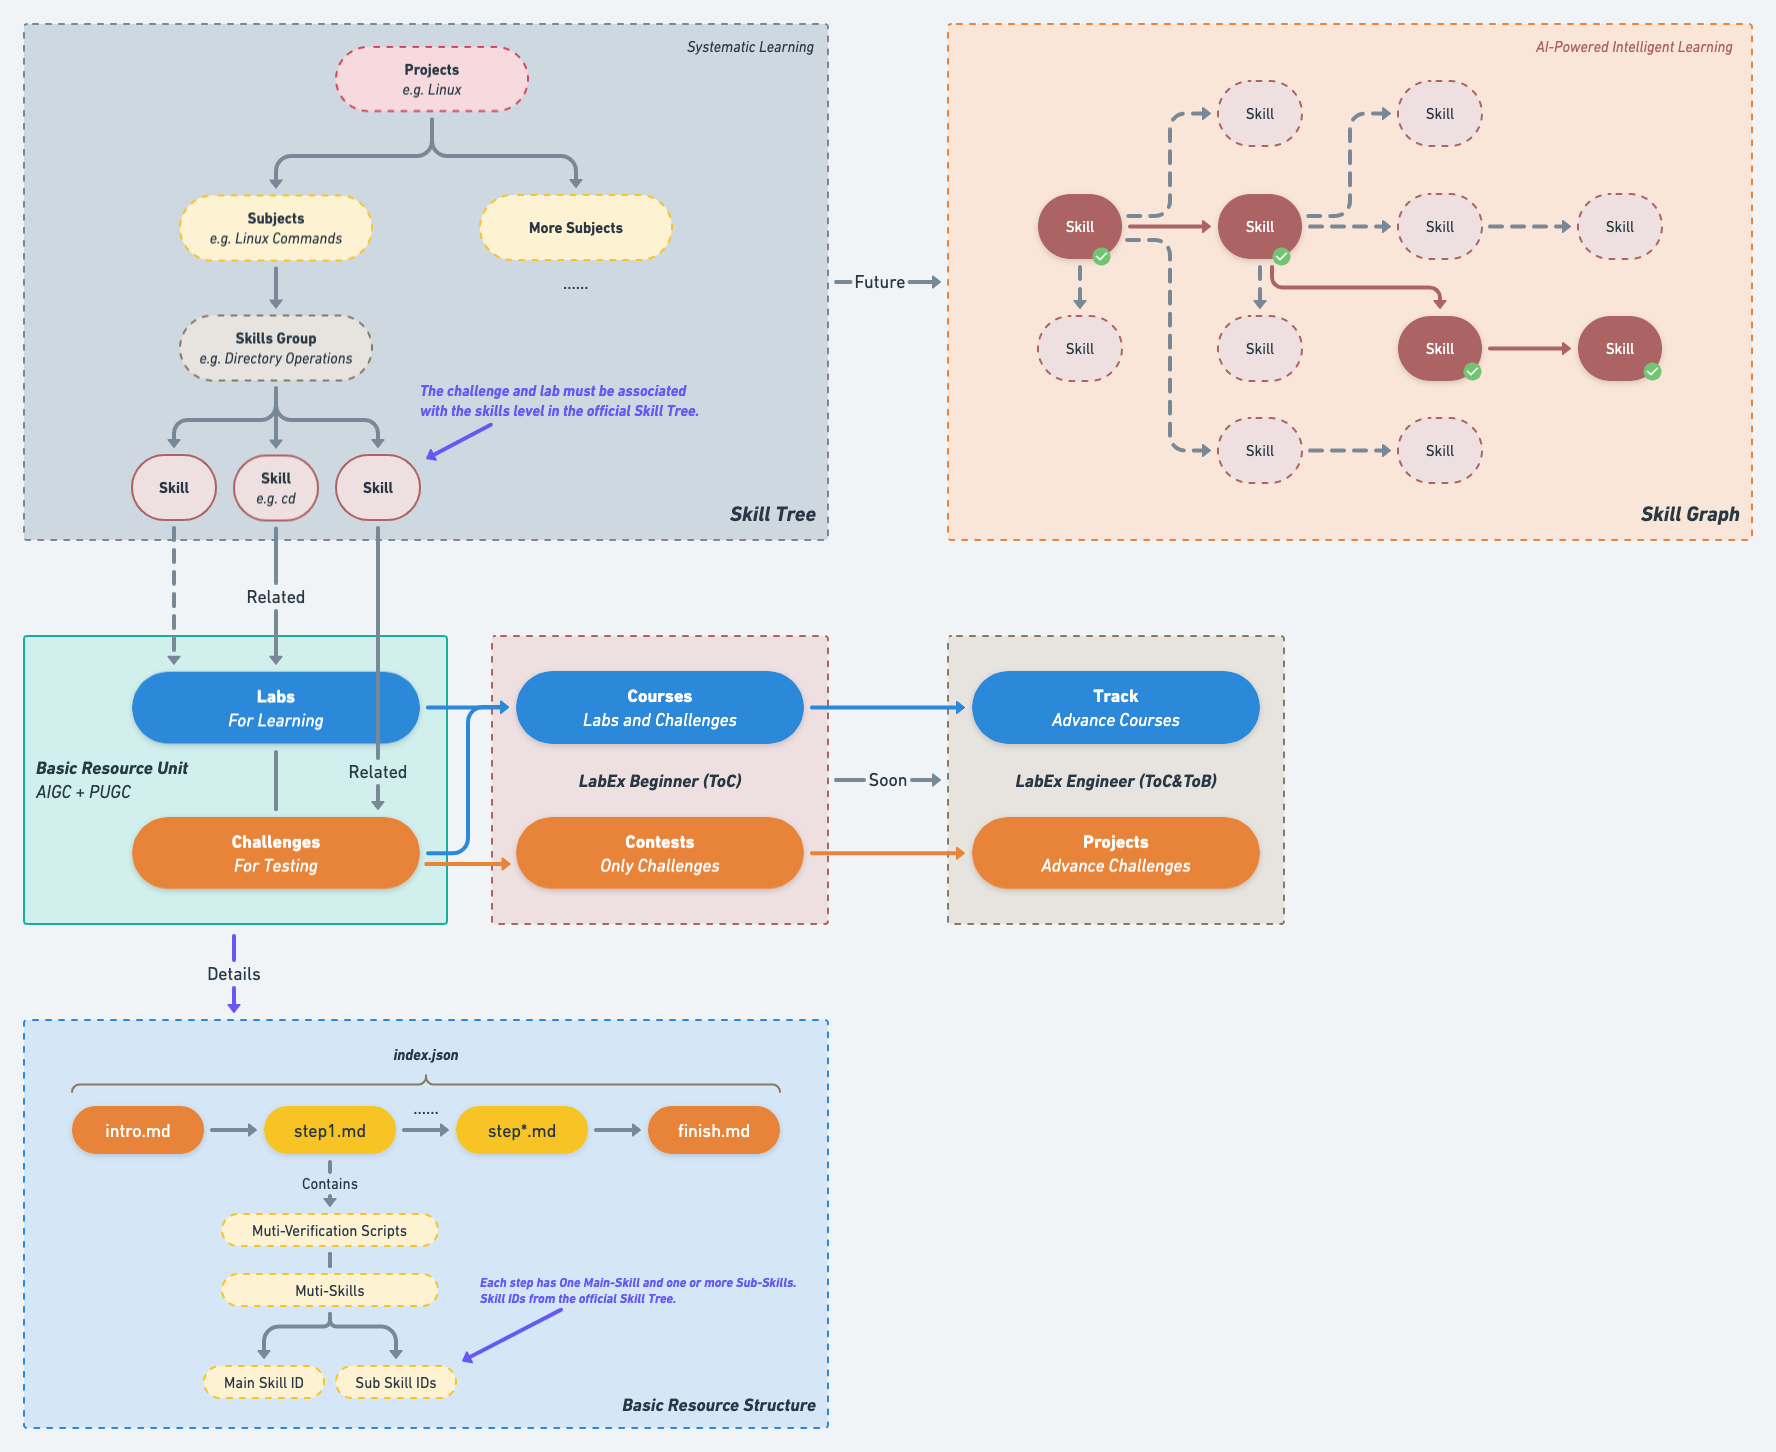 Systematic Learning
Projects
e.g. Linux
Subjects
e.g. Linux Commands
More Subjects
......
Skills Group
e.g. Directory Operations
The challenge and lab must be associated
with the skills level in the official Skill Tree.
Skill
Skill
e.g. cd
Skill
Skill Tree
Future
AI-Powered Intelligent Learning
Skill
Skill
Skill
Skill
Skill
Skill
Skill
Skill
Skill
Skill
Skill
Skill
Skill Graph
Related
Labs
For Learning
Basic Resource Unit
AIGC + PUGC
Related
Challenges
For Testing
Courses
Labs and Challenges
LabEx Beginner (ToC)
Contests
Only Challenges
Soon
Track
Advance Courses
LabEx Engineer (ToC&ToB)
Projects
Advance Challenges
Details
index.json
intro.md
step1.md
......
step*.md
finish.md
Contains
Muti-Verification Scripts
Muti-Skills
Each step has One Main-Skill and one or more Sub-Skills.
Skill IDs from the official Skill Tree.
Main Skill ID
Sub Skill IDs
Basic Resource Structure